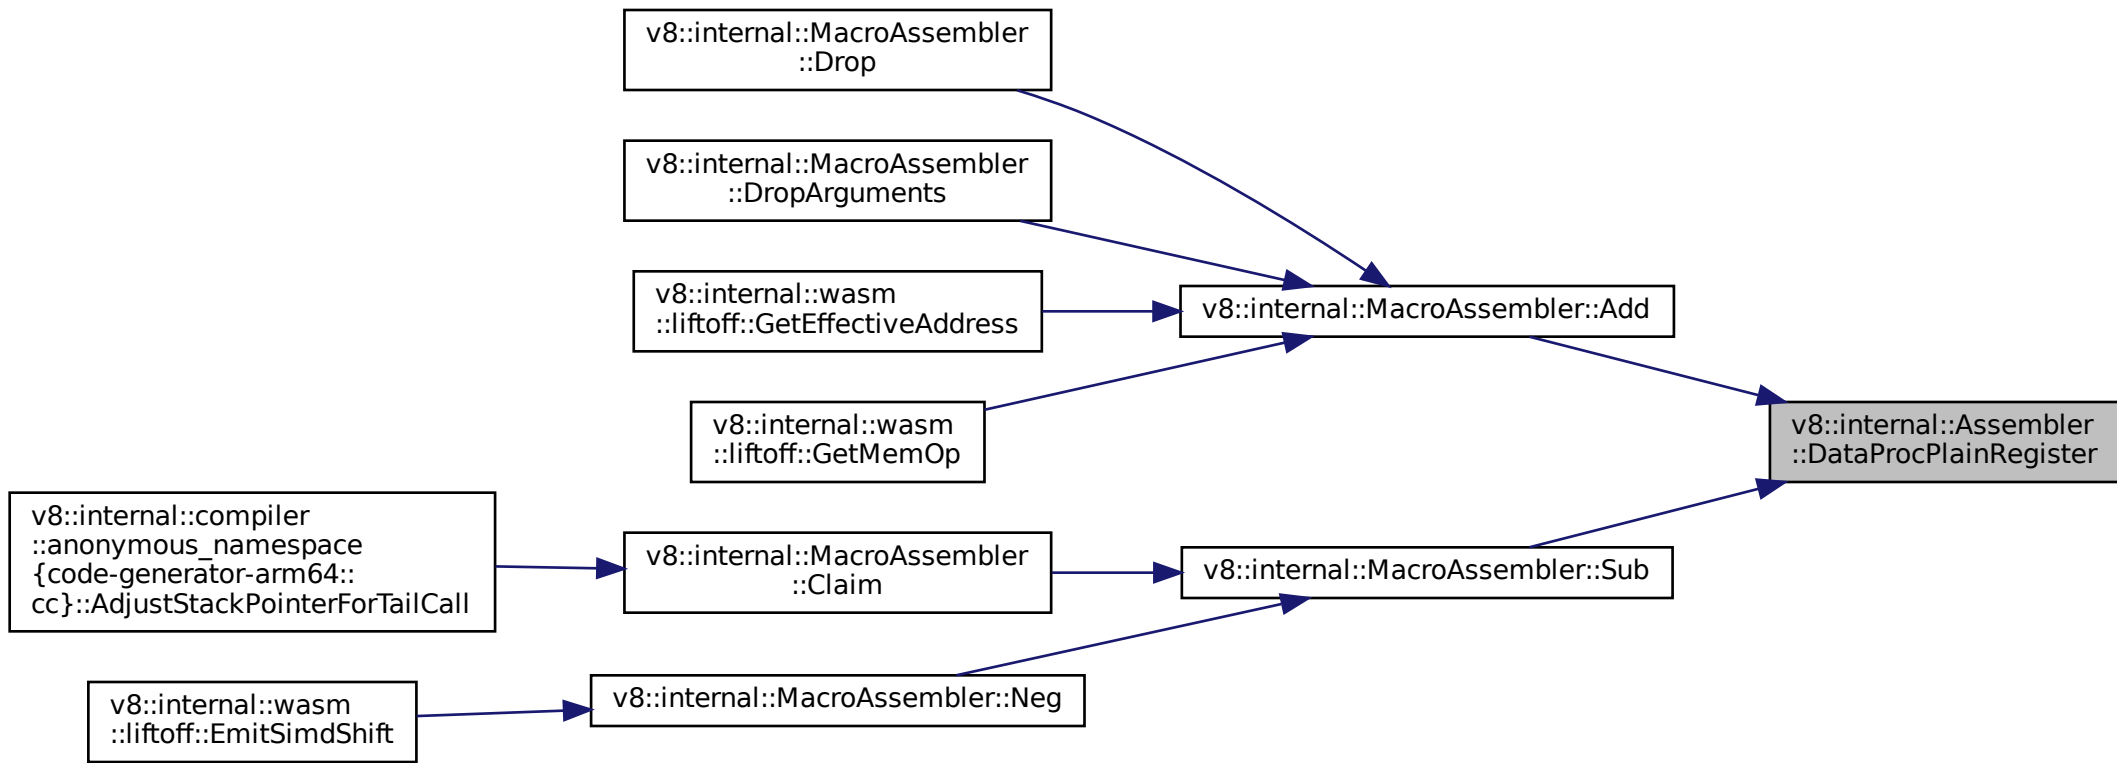 v8::internal::MacroAssembler
::Drop
v8::internal::MacroAssembler
::DropArguments
v8::internal::wasm
::liftoff::GetEffectiveAddress
v8::internal::MacroAssembler::Add
v8::internal::wasm
::liftoff::GetMemOp
v8::internal::Assembler
::DataProcPlainRegister
v8::internal::compiler
::anonymous_namespace
{code-generator-arm64::
cc}::AdjustStackPointerForTailCall
v8::internal::MacroAssembler
::Claim
v8::internal::MacroAssembler::Sub
v8::internal::wasm
::liftoff::EmitSimdShift
v8::internal::MacroAssembler::Neg